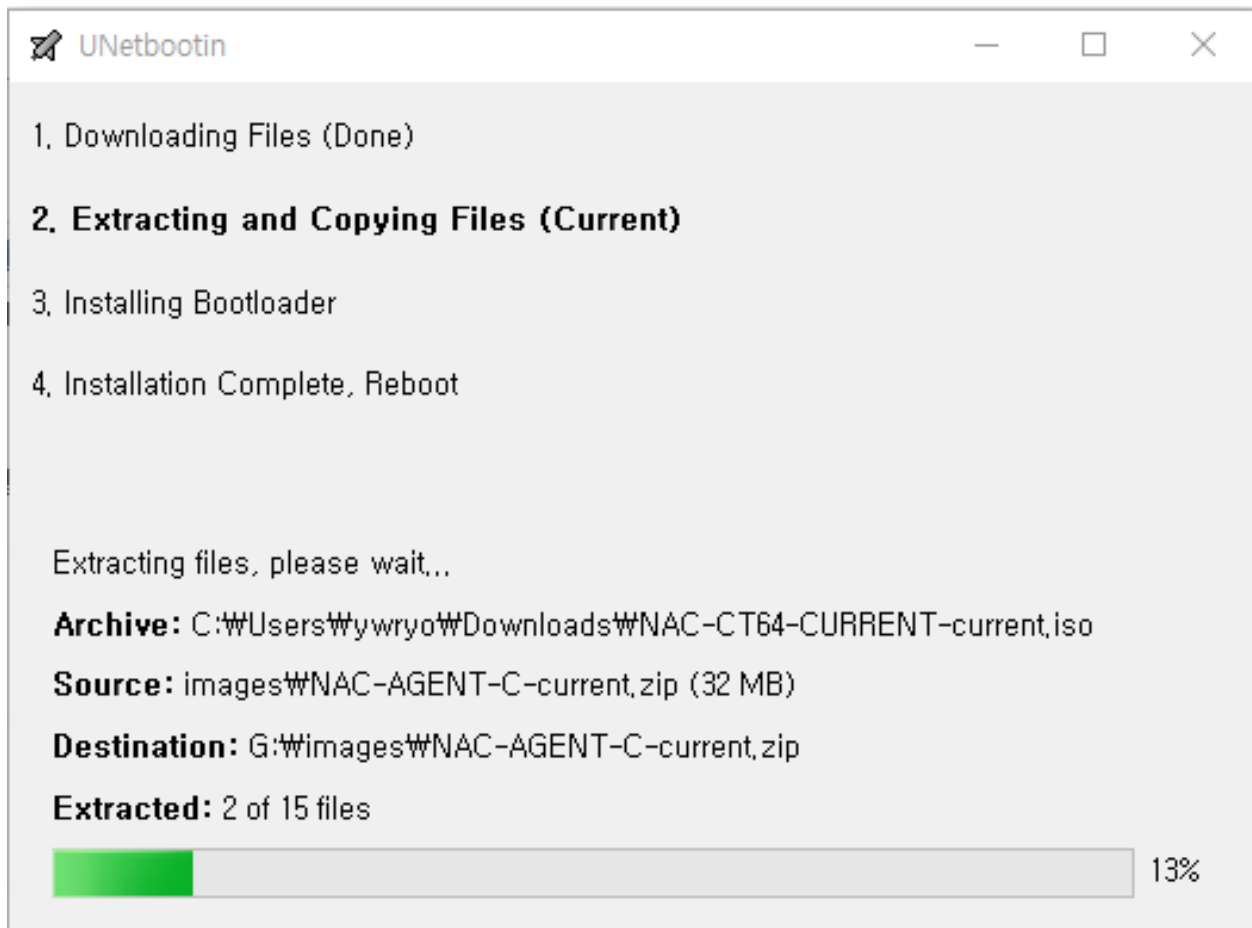 UNetbootin
1. Downloading Files (Done)
2. Extracting and Copying Files (Current)
3. Installing Bootloader
4. Installation Complete, Reboot
Extracting files, please wait...
Archive: C:₩Users₩ywryo₩Downloads₩NAC-CT64-CURRENT-current.iso
Source: images₩NAC-AGENT-C-current.zip (32 MB)
Destination: G:₩images₩NAC-AGENT-C-current.zip
Extracted: 2 of 15 files
13%